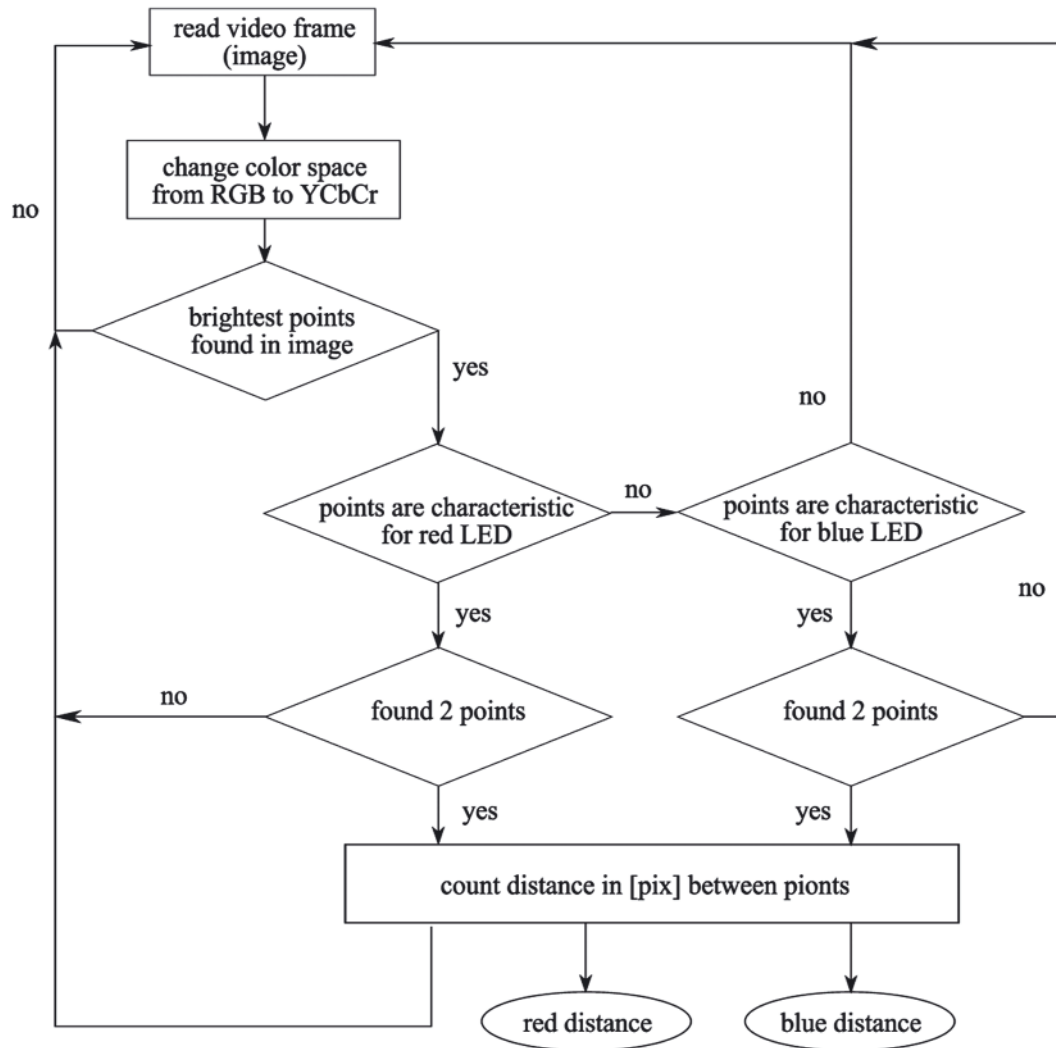 read video frame
(image)
change color space
from RGB to YCbCr
no
brightest points
found in image
yes
no
points are characteristic
for red LED
no
points are characteristic
for blue LED
yes
yes
no
no
found 2 points
found 2 points
yes
yes
count distance in [pix] between pionts
red distance
blue distance